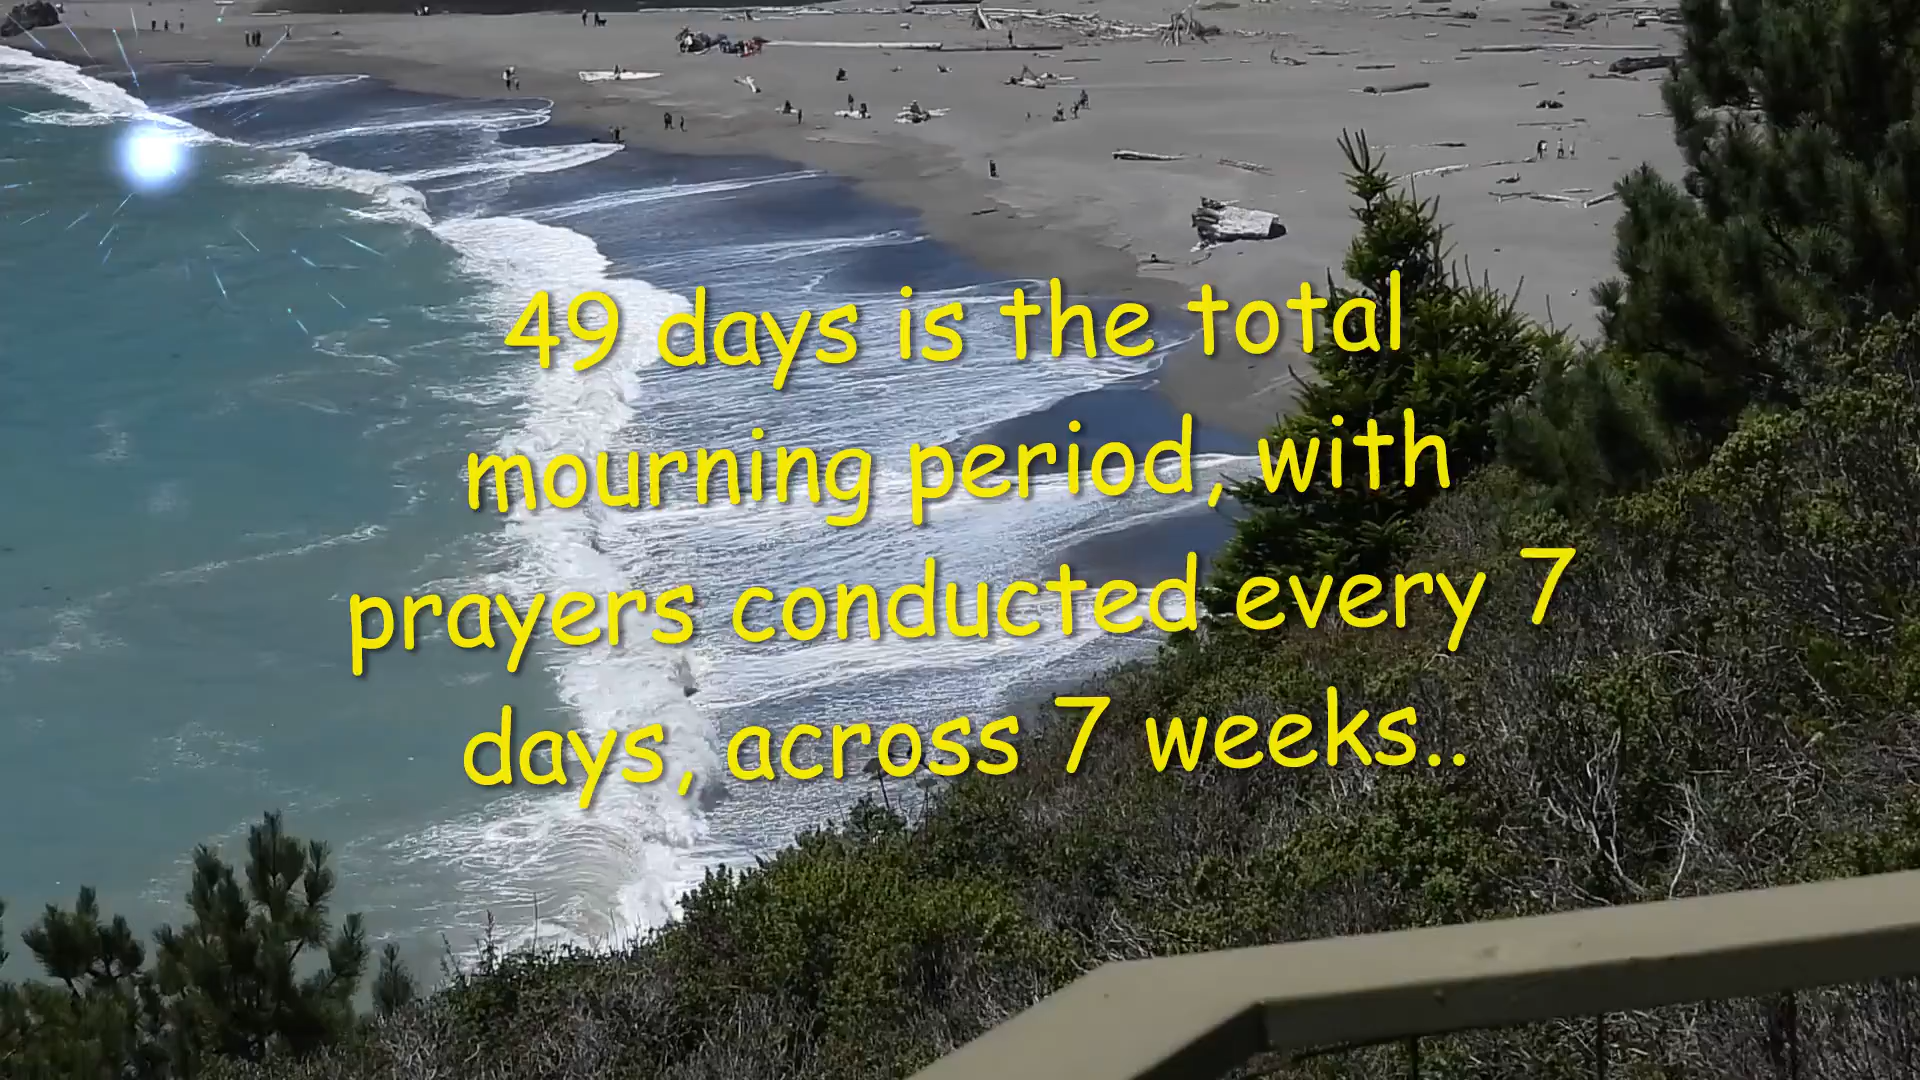 49 days is the total
mourning period, with
prayers conducted every 7
days, across 7 weeks..